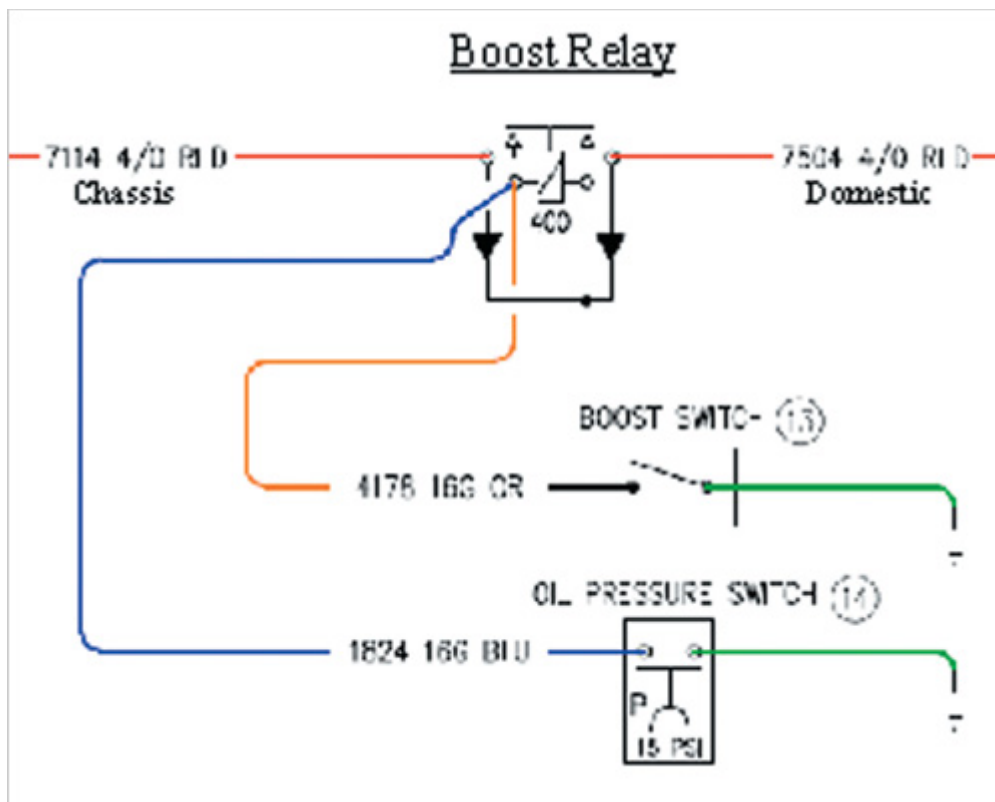 Boost Relay
7114 4/0 RED
7504 4/0 RED
Chassis
Domestic
400
BOOST SWITCH 13
4178 16G OR
OIL PRESSURE SWITCH 14
1824 16G BLU
P
15 PSI